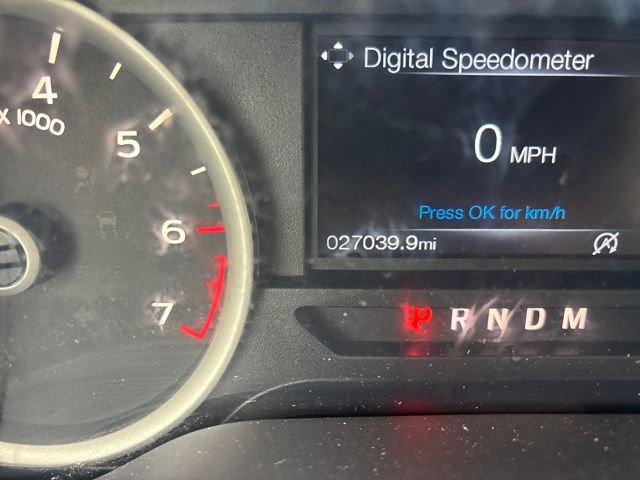 4
X 1000
5
6
7
Digital Speedometer
0 MPH
Press OK for km/h
027039.9mi
P R N D M